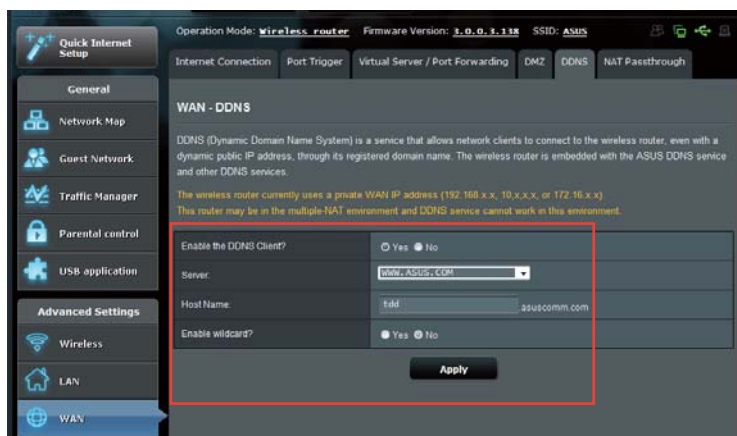 Quick Internet
Setup
Operation Mode: Wireless router Firmware Version: 3.0.0.3.138 SSID: ASUS
Internet Connection Port Trigger Virtual Server / Port Forwarding DMZ DDNS NAT Passthrough
General
Network Map
Guest Network
Traffic Manager
Parental control
USB application
Advanced Settings
Wireless
LAN
WAN
WAN - DDNS
DDNS (Dynamic Domain Name System) is a service that allows network clients to connect to the wireless router, even with a
dynamic public IP address, through its registered domain name. The wireless router is embedded with the ASUS DDNS service
and other DDNS services.
The wireless router currently uses a private WAN IP address (192.168.x.x, 10,x,x,x, or 172.16.x.x)
This router may be in the multiple-NAT environment and DDNS service cannot work in this environment.
Enable the DDNS Client? Yes No
Server: WWW.ASUS.COM
Host Name: tdd .asuscomm.com
Enable wildcard? Yes No
Apply